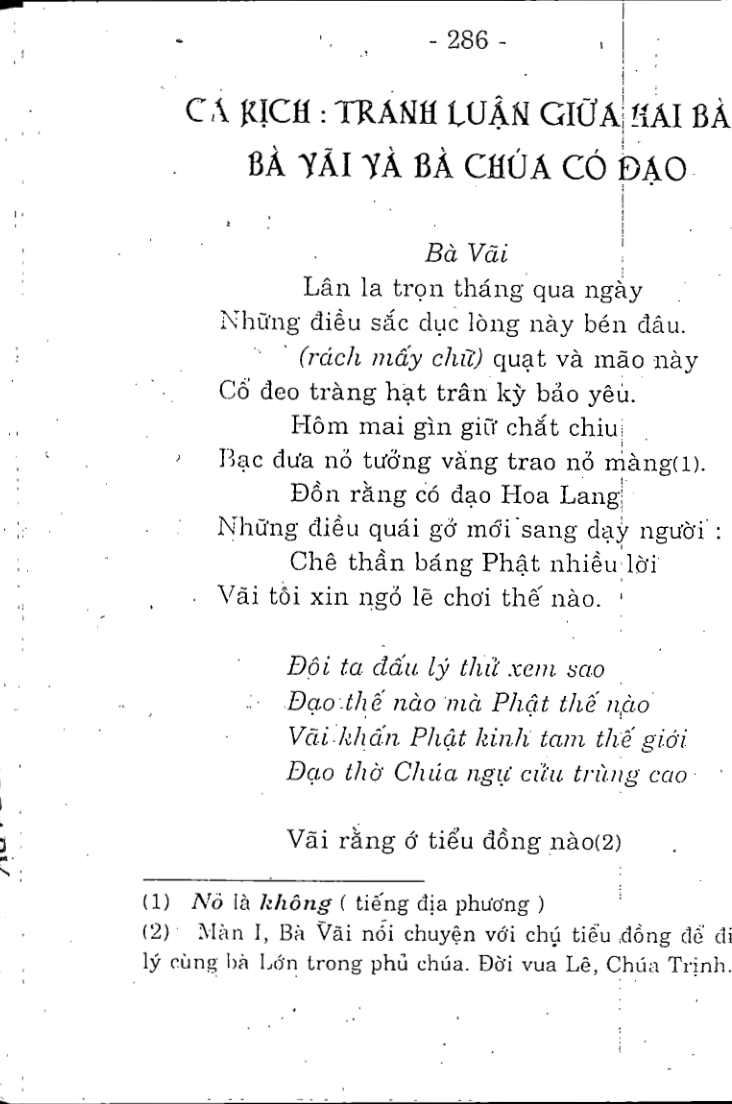 - 286 -
CA KỊCH : TRANH LUẬN GIỮA HAI BÀ
BÀ VÃI VÀ BÀ CHÚA CÓ ĐẠO
Bà Vãi
Lân la trọn tháng qua ngày
Những điều sắc dục lòng này bén đâu.
(rách mấy chữ) quạt và mão này
Cổ đeo tràng hạt trân kỳ bảo yêu.
Hôm mai gìn giữ chắt chiu
Bạc đưa nỏ tưởng vàng trao nỏ màng(1).
Đồn rằng có đạo Hoa Lang
Những điều quái gở mới sang dạy người :
Chê thần báng Phật nhiều lời
Vãi tôi xin ngỏ lẽ chơi thế nào.
Đôi ta đấu lý thử xem sao
Đạo thế nào mà Phật thế nào
Vãi khấn Phật kinh tam thế giới
Đạo thờ Chúa ngự cửu trùng cao
Vãi rằng ớ tiểu đồng nào(2)
(1) Nỏ là không ( tiếng địa phương )
(2) Màn I, Bà Vãi nói chuyện với chú tiểu đồng để đi
lý cùng bà Lớn trong phủ chúa. Đời vua Lê, Chúa Trịnh.